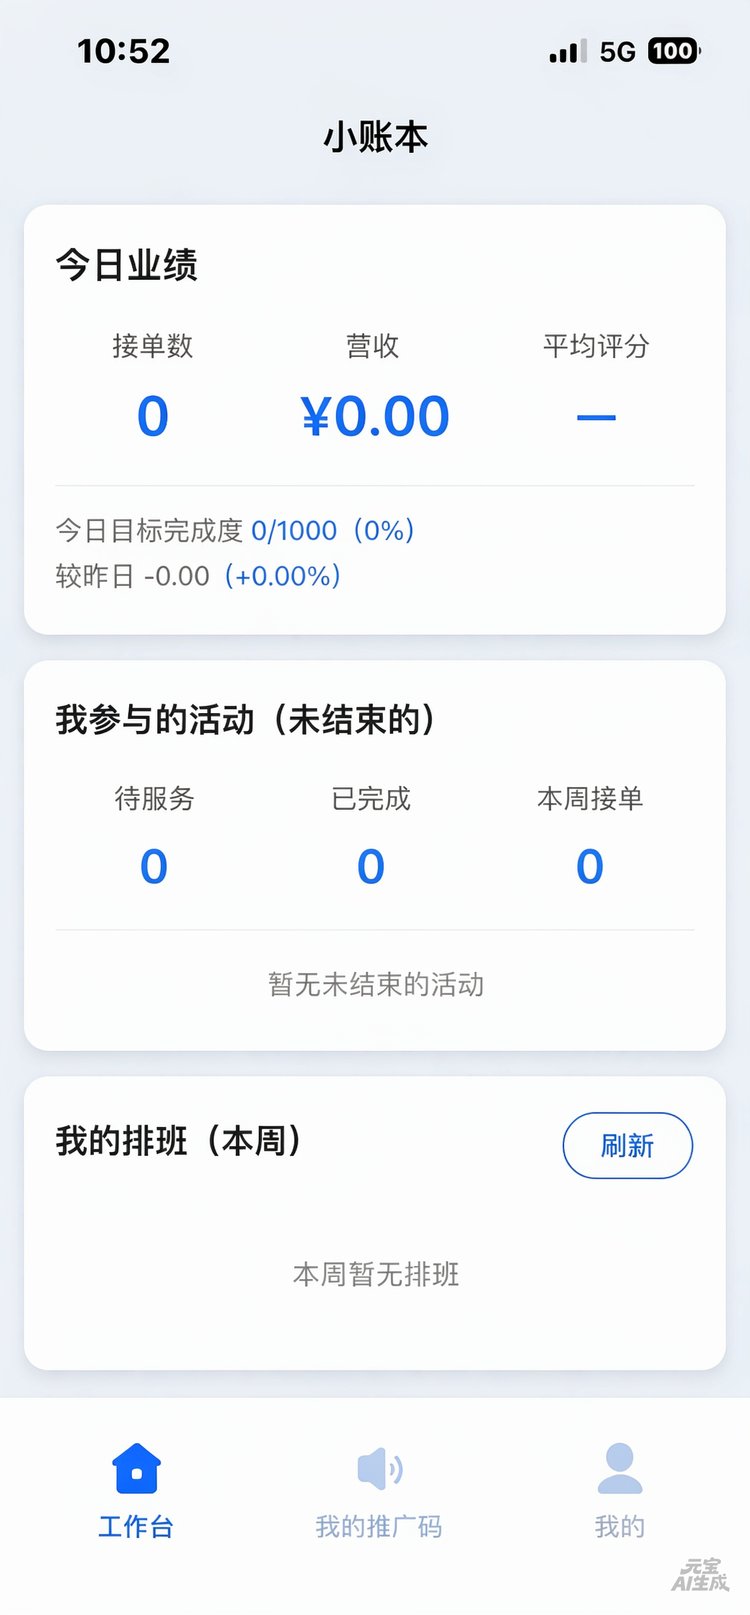 10:52 5G 100
小账本
今日业绩
接单数 营收 平均评分
0 ¥0.00 —
今日目标完成度 0/1000（0%）
较昨日 -0.00（+0.00%）
我参与的活动（未结束的）
待服务 已完成 本周接单
0 0 0
暂无未结束的活动
我的排班（本周） 刷新
本周暂无排班
工作台 我的推广码 我的
元宝
AI生成